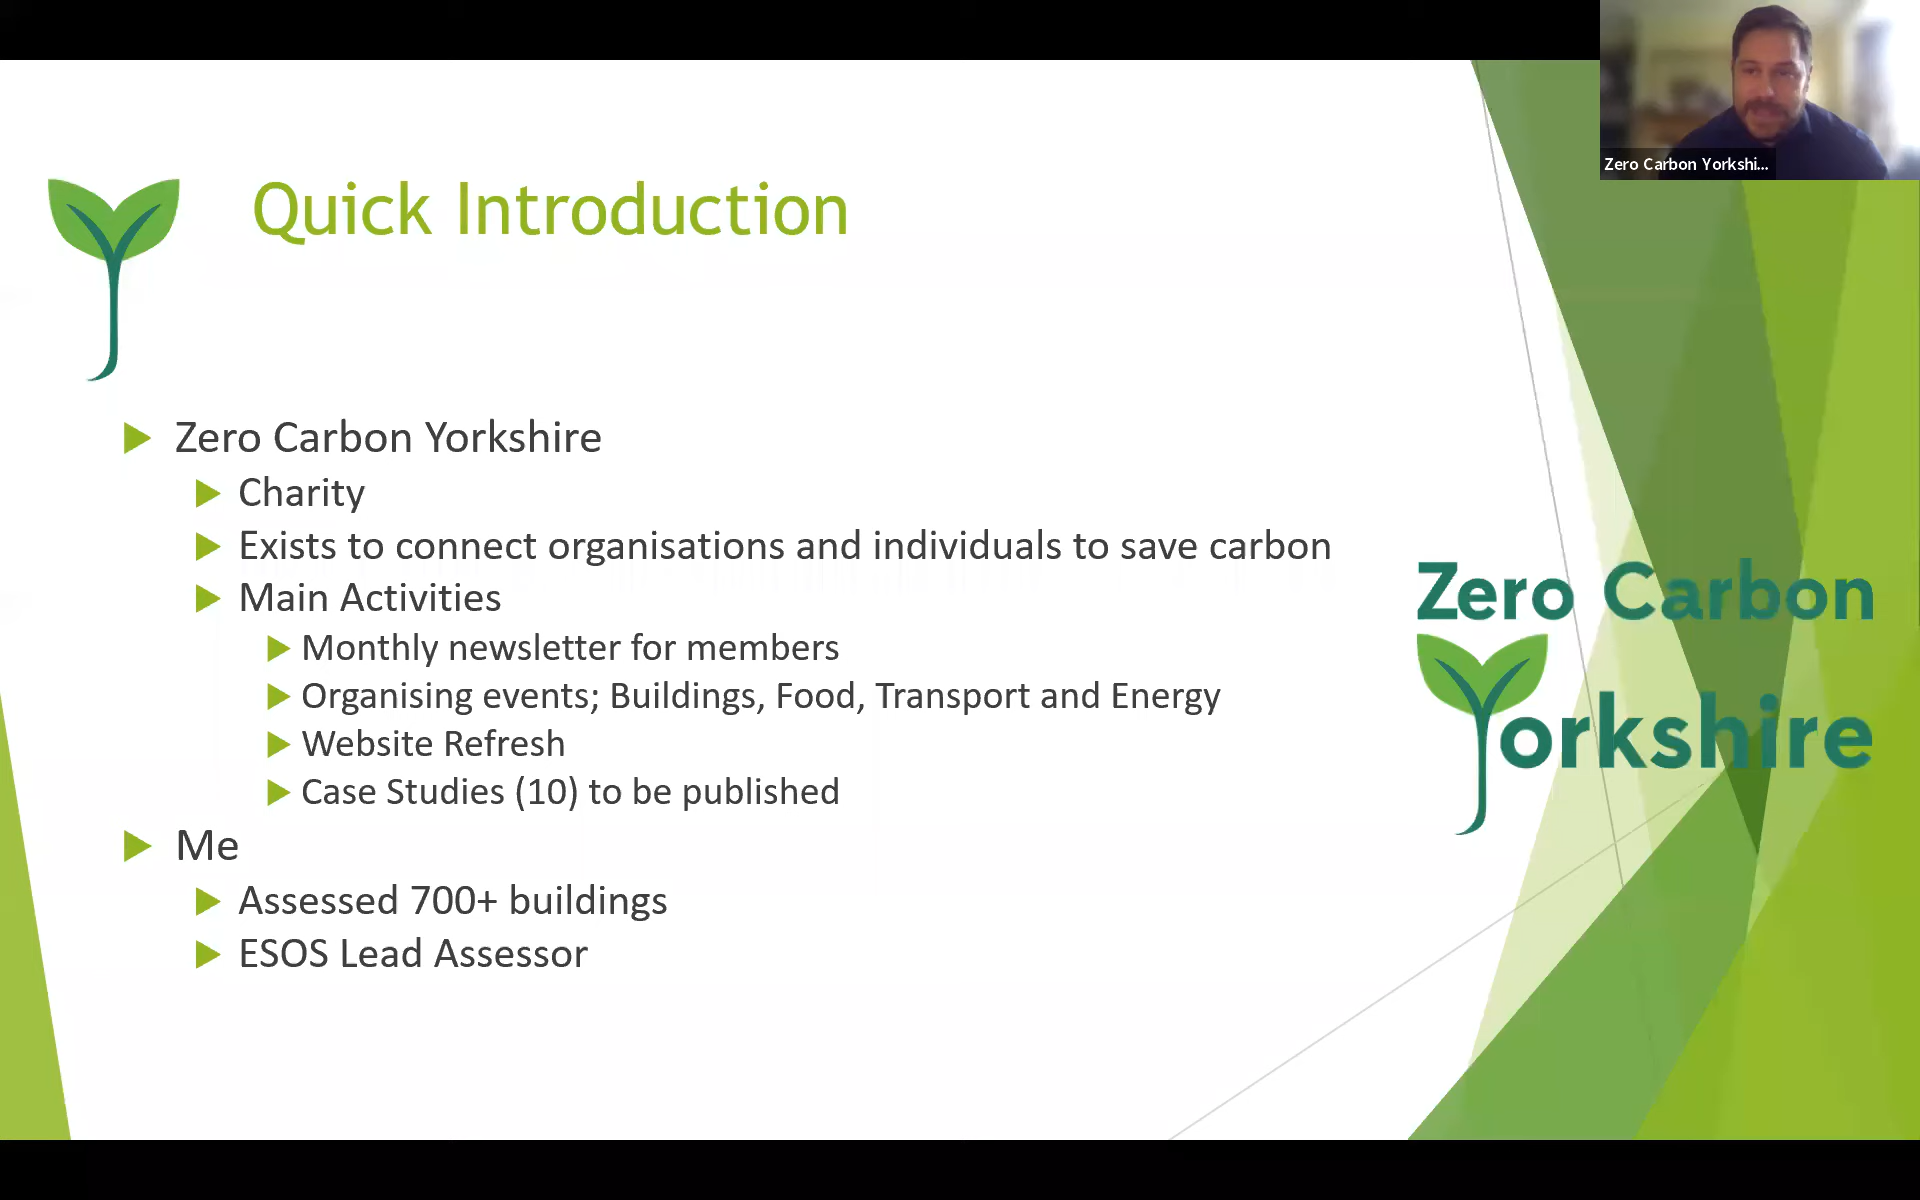 Zero Carbon Yorkshi...
Quick Introduction
Zero Carbon Yorkshire
Charity
Exists to connect organisations and individuals to save carbon
Main Activities
Monthly newsletter for members
Organising events; Buildings, Food, Transport and Energy
Website Refresh
Case Studies (10) to be published
Me
Assessed 700+ buildings
ESOS Lead Assessor
Zero Carbon
Yorkshire